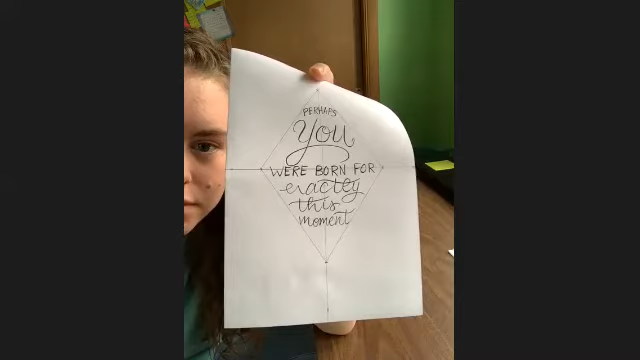 PERHAPS
You
WERE BORN FOR
exactly
this
moment